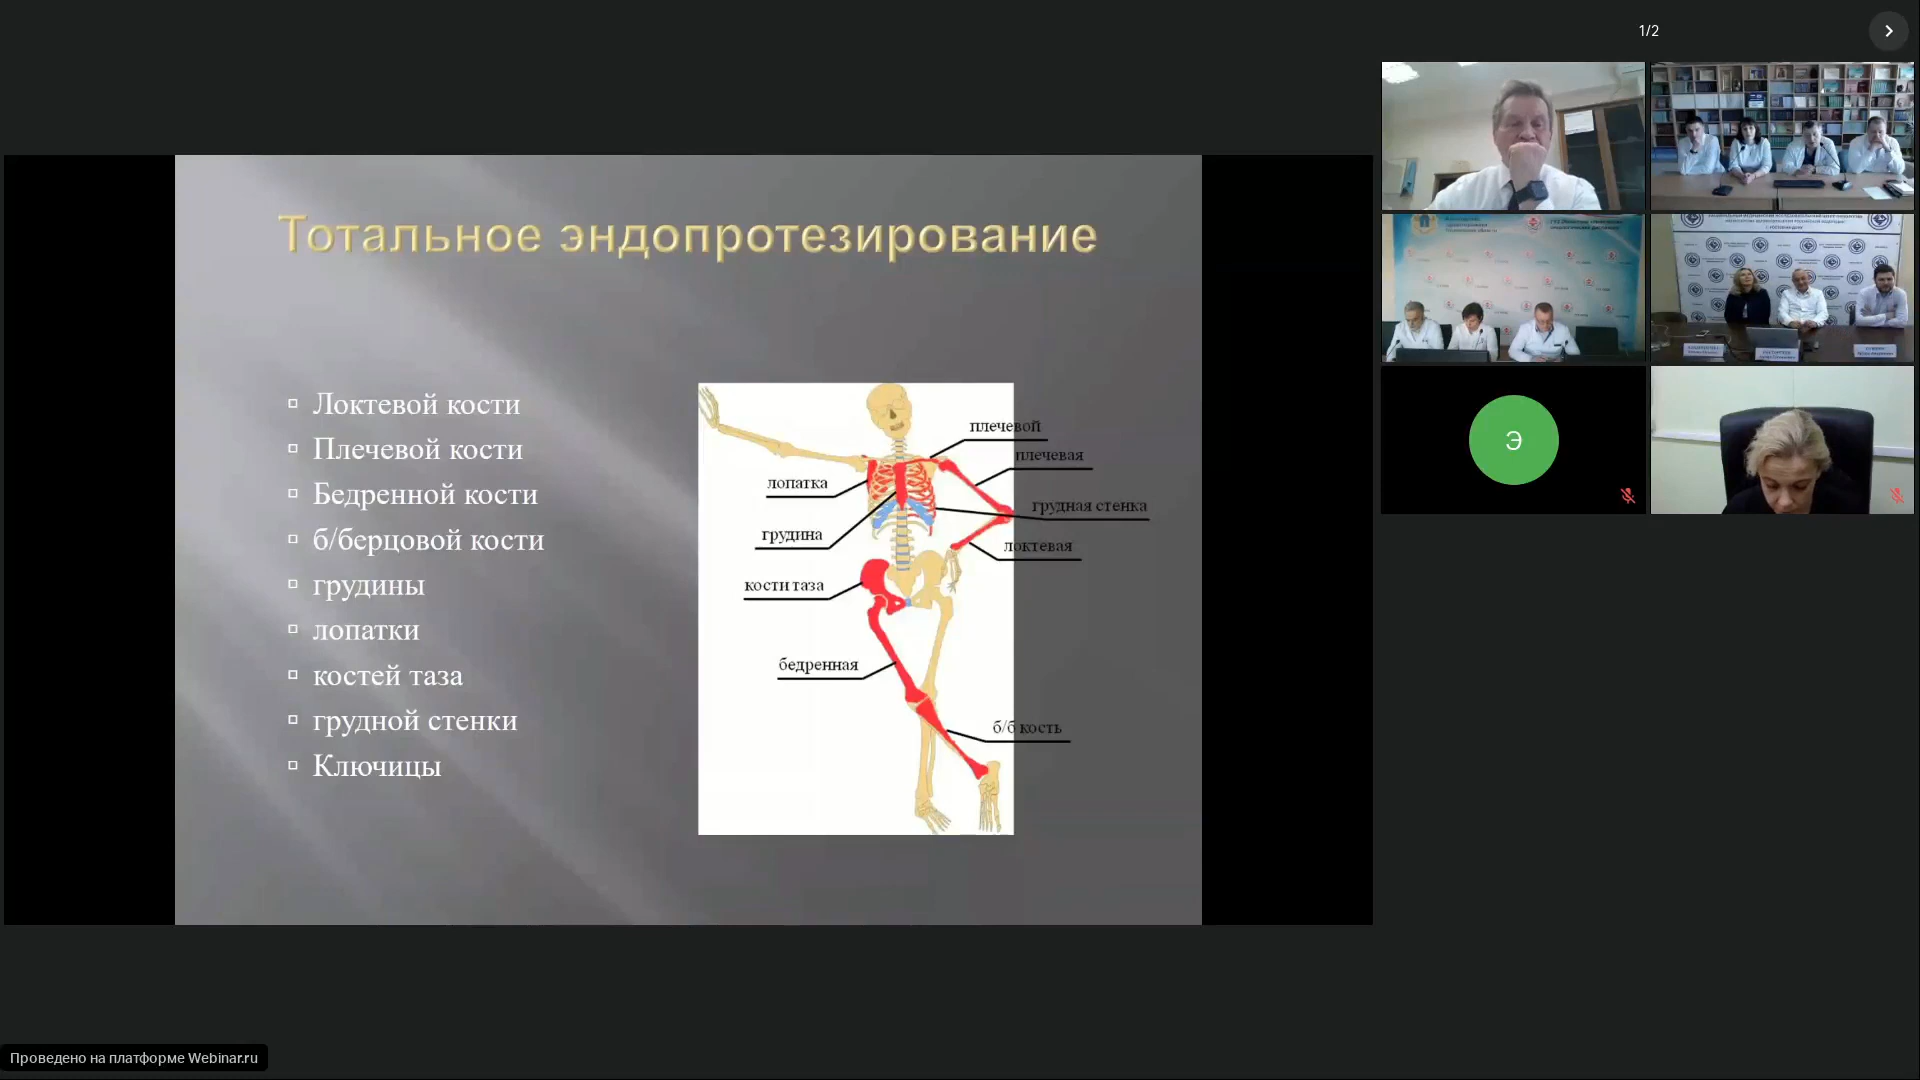 1/2
Тотальное эндопротезирование
Локтевой кости
Плечевой кости
Бедренной кости
б/берцовой кости
грудины
лопатки
костей таза
грудной стенки
Ключицы
плечевой
плечевая
лопатка
грудная стенка
грудина
локтевая
кости таза
бедренная
б/б кость
Э
Проведено на платформе Webinar.ru